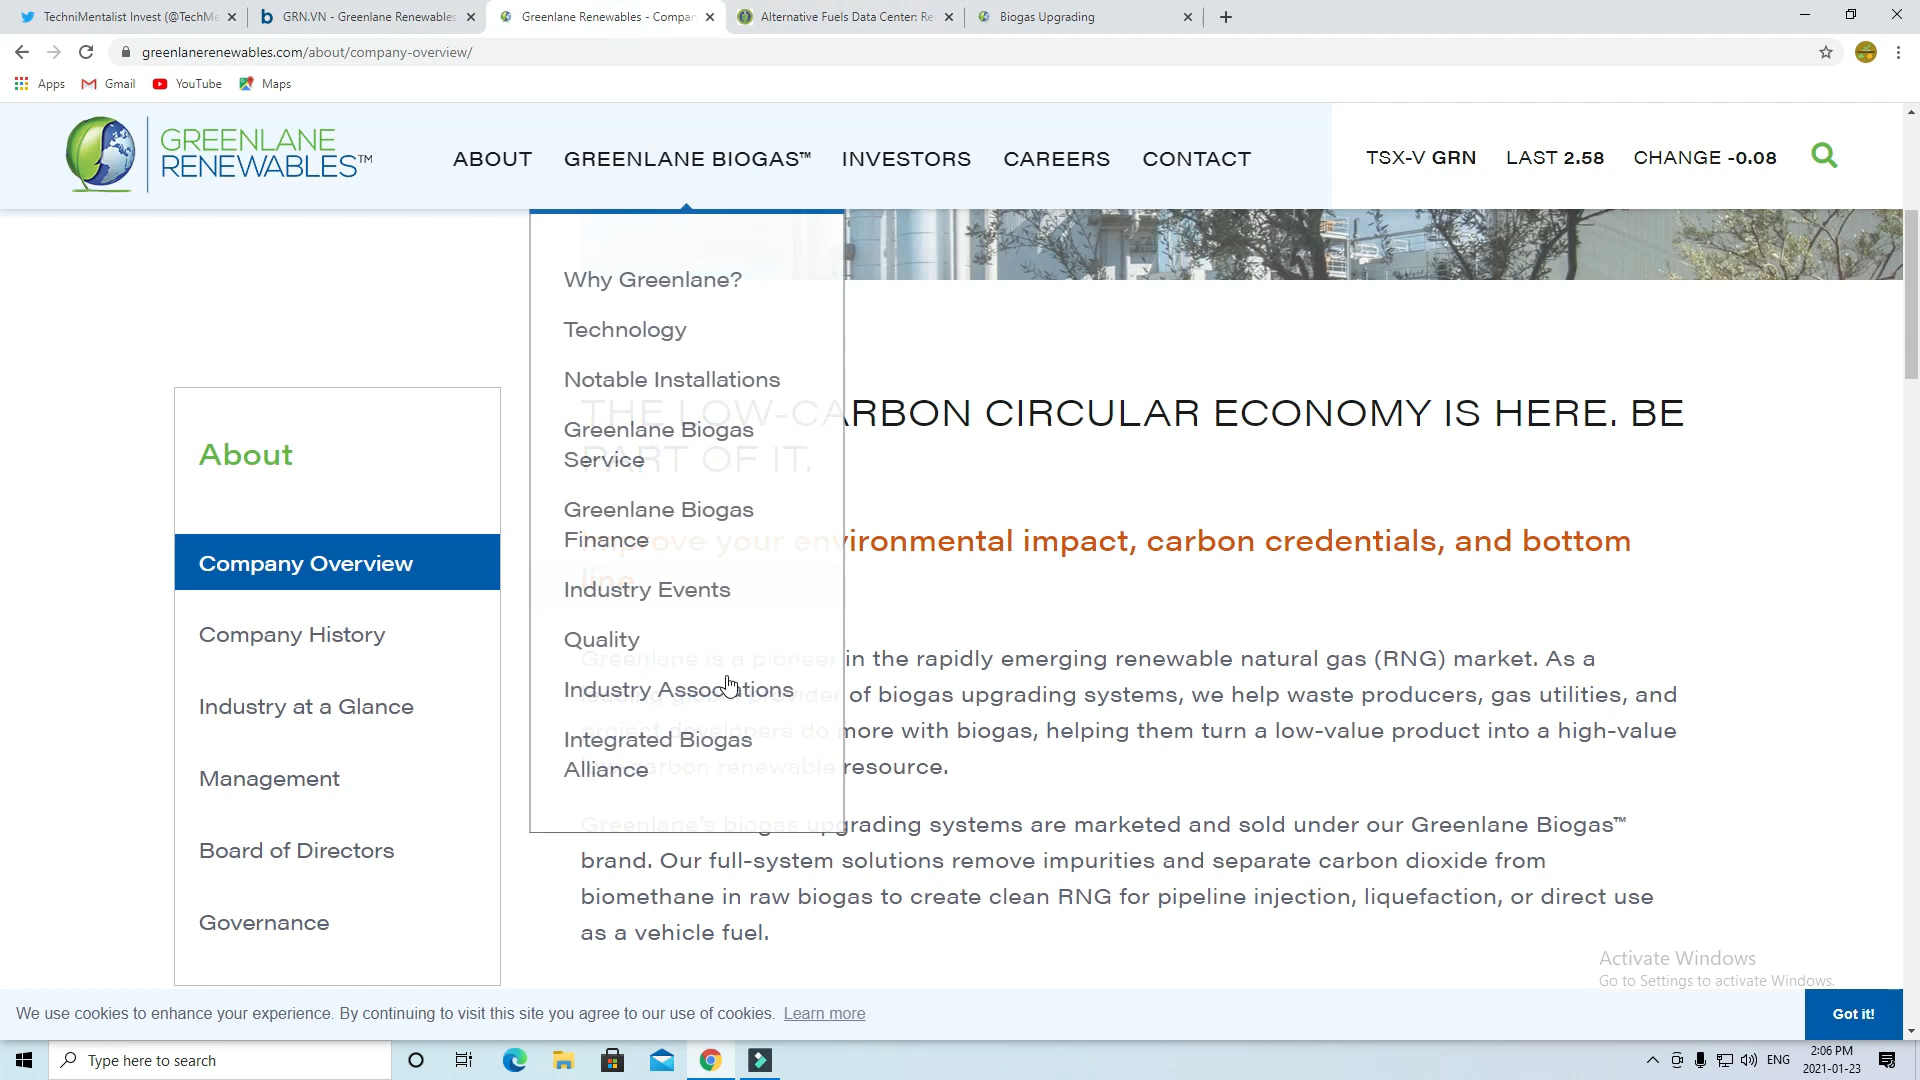 TechniMentalist Invest (@TechMe
GRN.VN - Greenlane Renewables
Greenlane Renewables - Compan
Alternative Fuels Data Center: Re
Biogas Upgrading
greenlanerenewables.com/about/company-overview/
Apps
Gmail
YouTube
Maps
GREENLANE
RENEWABLES™
ABOUT
GREENLANE BIOGAS™
INVESTORS
CAREERS
CONTACT
TSX-V GRN
LAST 2.58
CHANGE -0.08
Why Greenlane?
Technology
Notable Installations
Greenlane Biogas
Service
Greenlane Biogas
Finance
Industry Events
Quality
Industry Associations
Integrated Biogas
Alliance
About
Company Overview
Company History
Industry at a Glance
Management
Board of Directors
Governance
THE LOW-CARBON CIRCULAR ECONOMY IS HERE. BE
PART OF IT.
Improve your environmental impact, carbon credentials, and bottom
line
Greenlane is a pioneer in the rapidly emerging renewable natural gas (RNG) market. As a
leading global provider of biogas upgrading systems, we help waste producers, gas utilities, and
project developers do more with biogas, helping them turn a low-value product into a high-value
carbon renewable resource.
Greenlane's biogas upgrading systems are marketed and sold under our Greenlane Biogas™
brand. Our full-system solutions remove impurities and separate carbon dioxide from
biomethane in raw biogas to create clean RNG for pipeline injection, liquefaction, or direct use
as a vehicle fuel.
Activate Windows
Go to Settings to activate Windows.
We use cookies to enhance your experience. By continuing to visit this site you agree to our use of cookies. Learn more
Got it!
Type here to search
ENG
2:06 PM
2021-01-23